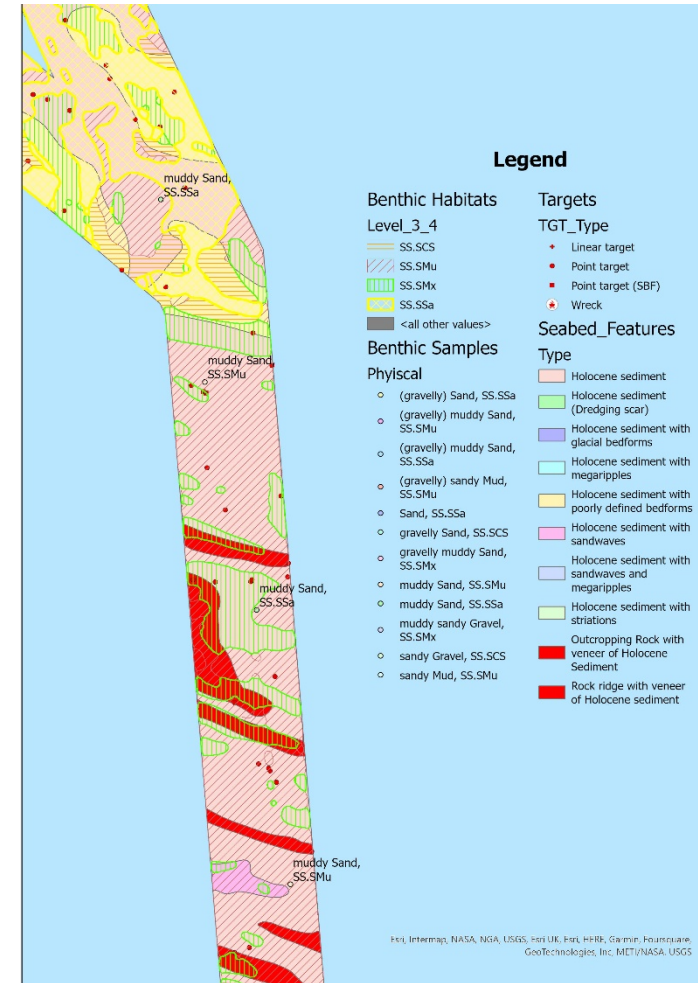 muddy Sand,
SS.SSa
muddy Sand,
SS.SMu
muddy Sand,
SS.SSa
muddy Sand,
SS.SMu
Legend
Benthic Habitats
Level_3_4
SS.SCS
SS.SMu
SS.SMx
SS.SSa
<all other values>
Benthic Samples
Phyiscal
(gravelly) Sand, SS.SSa
(gravelly) muddy Sand,
SS.SMu
(gravelly) muddy Sand,
SS.SSa
(gravelly) sandy Mud,
SS.SMu
Sand, SS.SSa
gravelly Sand, SS.SCS
gravelly muddy Sand,
SS.SMx
muddy Sand, SS.SMu
muddy Sand, SS.SSa
muddy sandy Gravel,
SS.SMx
sandy Gravel, SS.SCS
sandy Mud, SS.SMu
Targets
TGT_Type
Linear target
Point target
Point target (SBF)
Wreck
Seabed_Features
Type
Holocene sediment
Holocene sediment
(Dredging scar)
Holocene sediment with
glacial bedforms
Holocene sediment with
megaripples
Holocene sediment with
poorly defined bedforms
Holocene sediment with
sandwaves
Holocene sediment with
sandwaves and
megaripples
Holocene sediment with
striations
Outcropping Rock with
veneer of Holocene
Sediment
Rock ridge with veneer
of Holocene sediment
Esri, Intermap, NASA, NGA, USGS, Esri UK, Esri, HERE, Garmin, Foursquare,
GeoTechnologies, Inc, METI/NASA, USGS